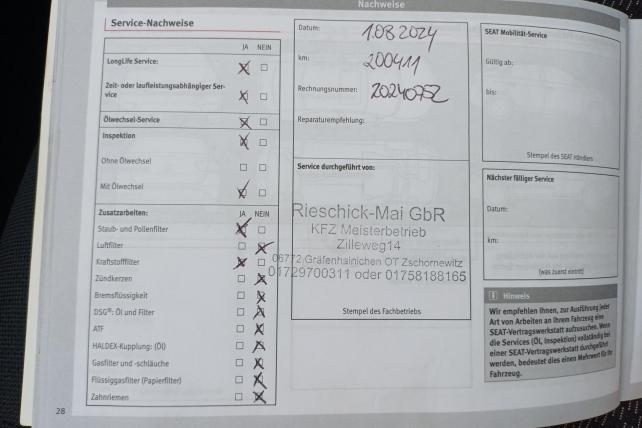 Nachweise
Service-Nachweise
JA NEIN
LongLife Service:
Zeit- oder laufleistungsabhängiger Ser-
vice
Ölwechsel-Service
Inspektion
Ohne Ölwechsel
Mit Ölwechsel
Zusatzarbeiten: JA NEIN
Staub- und Pollenfilter
Luftfilter
Kraftstofffilter
Zündkerzen
Bremsflüssigkeit
DSG®: Öl und Filter
ATF
HALDEX-Kupplung: (Öl)
Gasfilter und -schläuche
Flüssiggasfilter (Papierfilter)
Zahnriemen
28
Datum: 1.08.2024
km: 200411
Rechnungsnummer: 20240752
Reparaturempfehlung:
Service durchgeführt von:
Rieschick-Mai GbR
KFZ Meisterbetrieb
Zilleweg14
06772 Gräfenhainichen OT Zschornewitz
01729700311 oder 01758188165
Stempel des Fachbetriebs
SEAT Mobilität-Service
Gültig ab:
bis:
Stempel des SEAT Händlers
Nächster fälliger Service
Datum:
km:
(was zuerst eintritt)
Hinweis
Wir empfehlen Ihnen, zur Ausführung jeder
Art von Arbeiten an Ihrem Fahrzeug eine
SEAT-Vertragswerkstatt aufzusuchen. Wenn
die Services (Öl, Inspektion) vollständig bei
einer SEAT-Vertragswerkstatt durchgeführt
werden, bedeutet dies einen Mehrwert für Ihr
Fahrzeug.